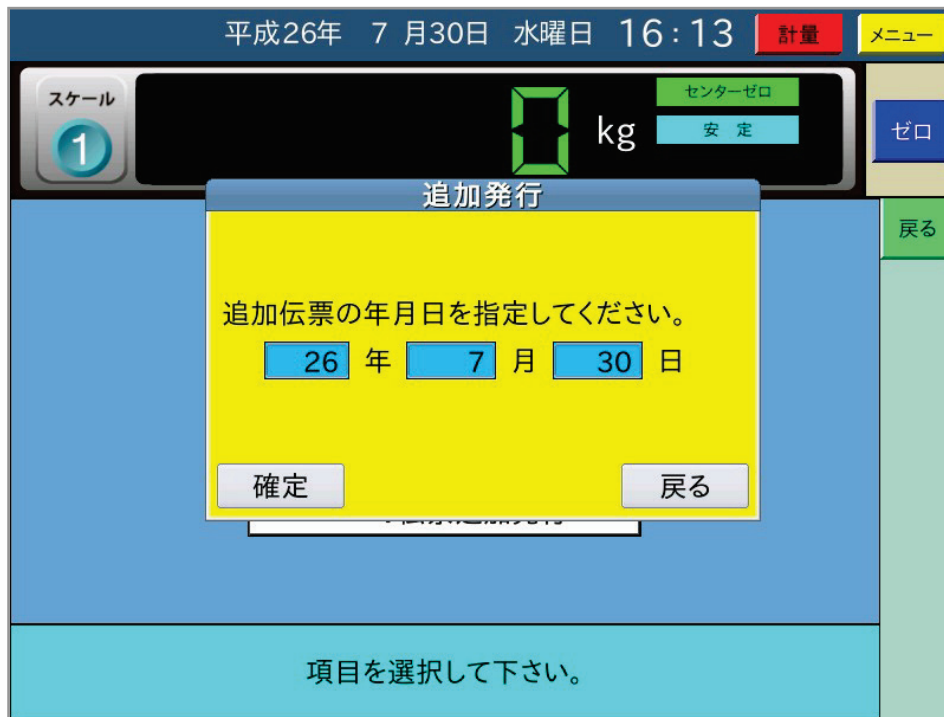 平成26年 7月30日 水曜日 16:13 計量 メニュー
スケール
1
0 kg
センターゼロ
安 定
ゼロ
戻る
追加発行
追加伝票の年月日を指定してください。
26 年 7 月 30 日
確定 戻る
項目を選択して下さい。